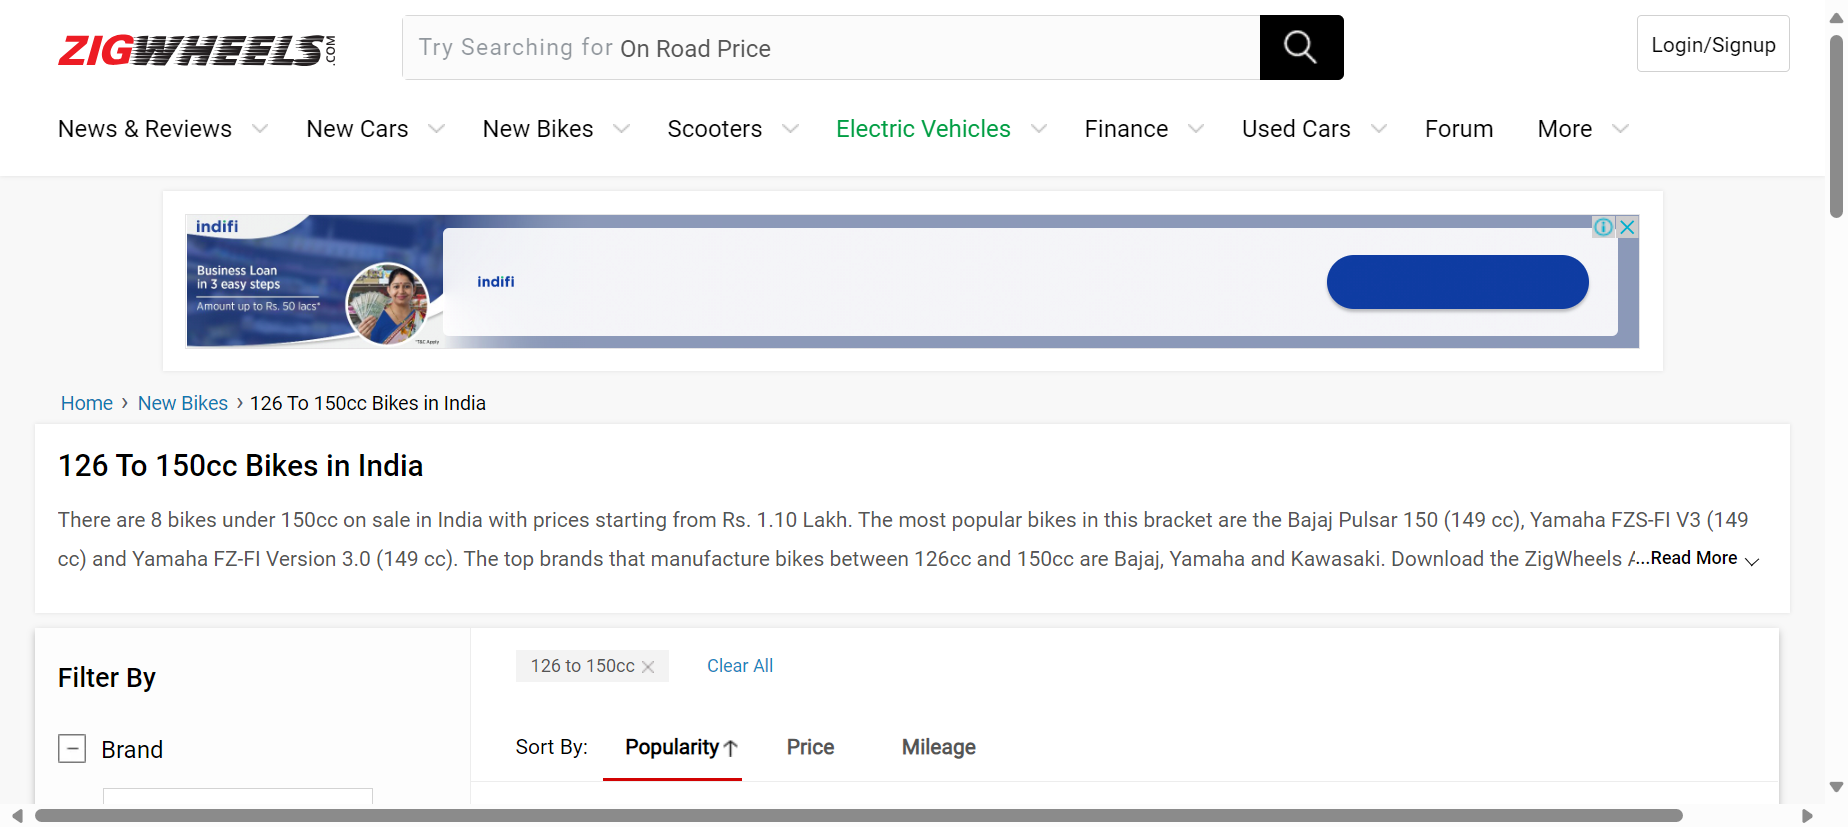 ZIGWHEELS.COM
Try Searching for On Road Price
Login/Signup
News & Reviews New Cars New Bikes Scooters Electric Vehicles Finance Used Cars Forum More
indifi
Business Loan
in 3 easy steps
Amount up to Rs. 50 lacs*
*T&C Apply
indifi
Home › New Bikes › 126 To 150cc Bikes in India
126 To 150cc Bikes in India
There are 8 bikes under 150cc on sale in India with prices starting from Rs. 1.10 Lakh. The most popular bikes in this bracket are the Bajaj Pulsar 150 (149 cc), Yamaha FZS-FI V3 (149
cc) and Yamaha FZ-FI Version 3.0 (149 cc). The top brands that manufacture bikes between 126cc and 150cc are Bajaj, Yamaha and Kawasaki. Download the ZigWheels A...Read More
Filter By
126 to 150cc Clear All
Sort By: Popularity↑ Price Mileage
Brand